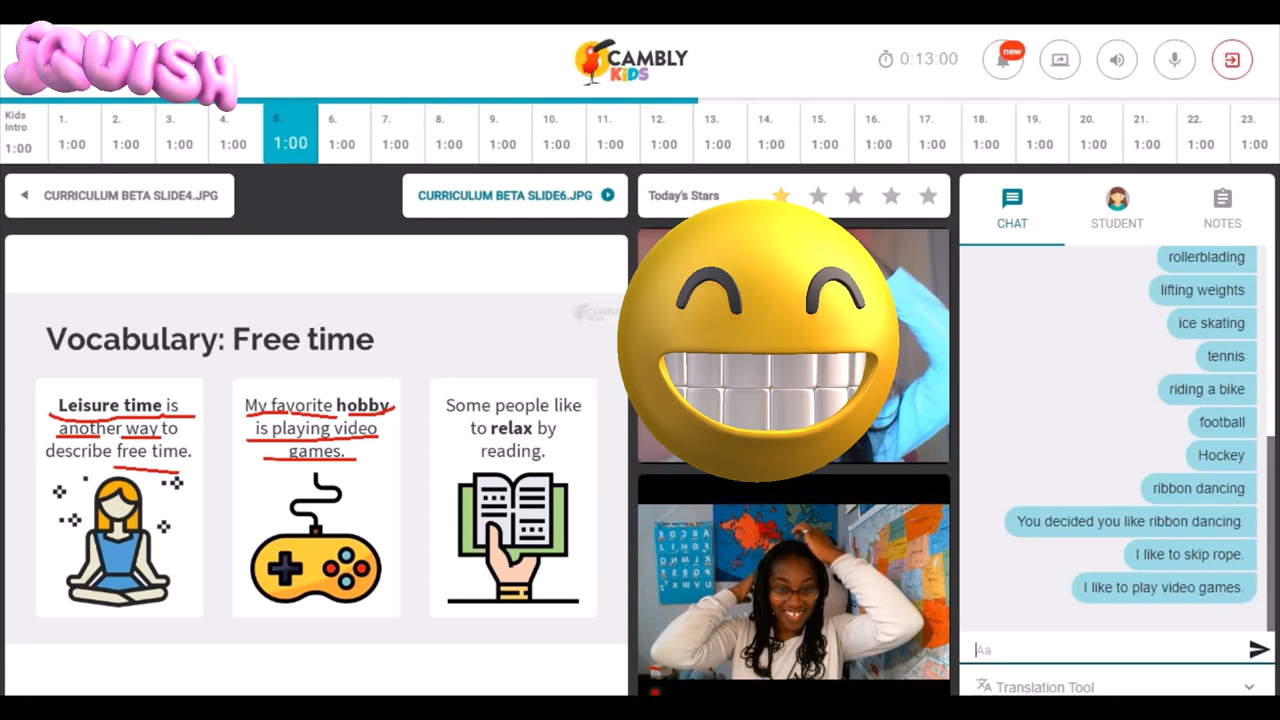 SQUISH
CAMBLY
KIDS
0:13:00
new
Kids
Intro
1:00
1.
1:00
2.
1:00
3.
1:00
4.
1:00
5.
1:00
6.
1:00
7.
1:00
8.
1:00
9.
1:00
10.
1:00
11.
1:00
12.
1:00
13.
1:00
14.
1:00
15.
1:00
16.
1:00
17.
1:00
18.
1:00
19.
1:00
20.
1:00
21.
1:00
22.
1:00
23.
1:00
CURRICULUM BETA SLIDE4.JPG
CURRICULUM BETA SLIDE6.JPG
Today's Stars
CHAT
STUDENT
NOTES
Vocabulary: Free time
Leisure time is
another way to
describe free time.
My favorite hobby
is playing video
games.
Some people like
to relax by
reading.
rollerblading
lifting weights
ice skating
tennis
riding a bike
football
Hockey
ribbon dancing
You decided you like ribbon dancing.
I like to skip rope.
I like to play video games.
Aa
Translation Tool